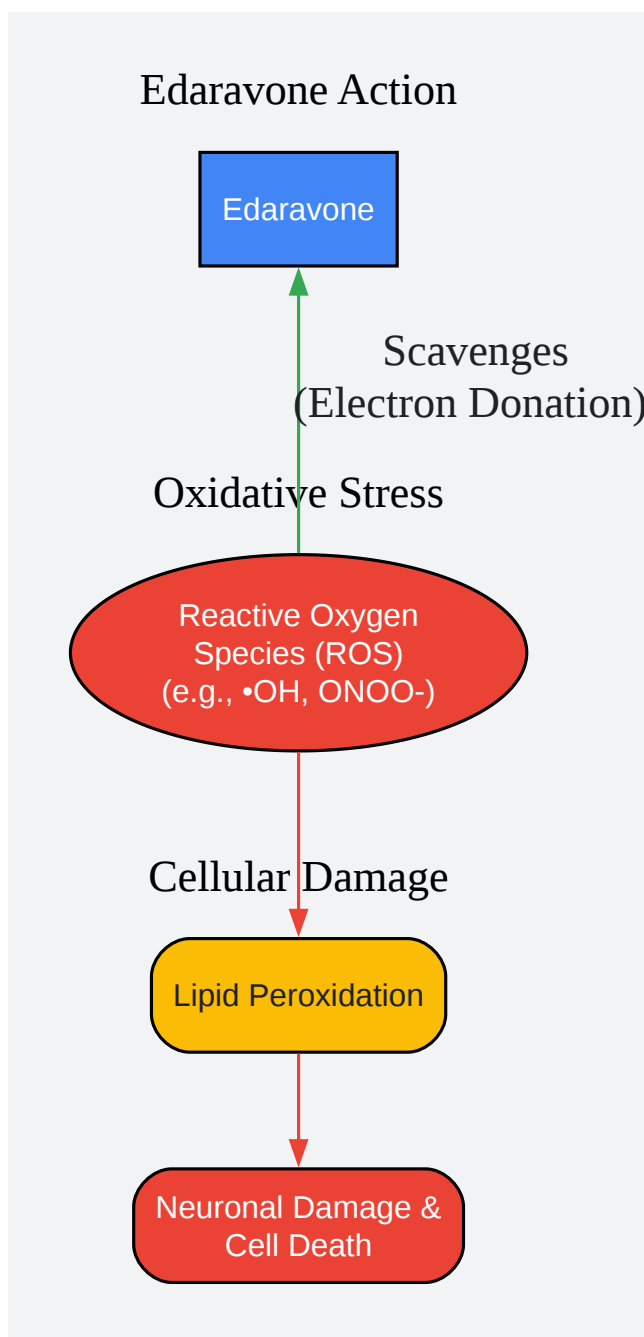 Edaravone Action
Edaravone
Scavenges
(Electron Donation)
Oxidative Stress
Reactive Oxygen
Species (ROS)
(e.g., •OH, ONOO-)
Cellular Damage
Lipid Peroxidation
Neuronal Damage &
Cell Death